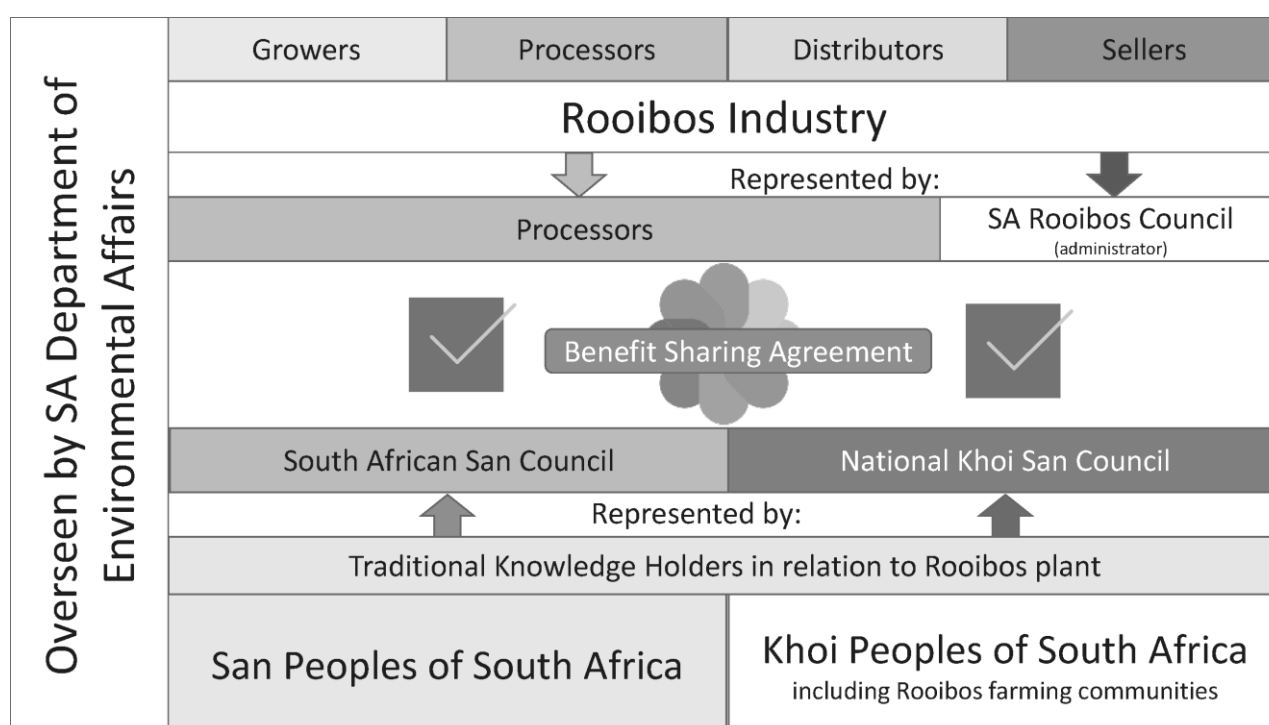 Overseen by SA Department of
Environmental Affairs
Growers
Processors
Distributors
Sellers
Rooibos Industry
Represented by:
Processors
SA Rooibos Council
(administrator)
Benefit Sharing Agreement
South African San Council
National Khoi San Council
Represented by:
Traditional Knowledge Holders in relation to Rooibos plant
San Peoples of South Africa
Khoi Peoples of South Africa
including Rooibos farming communities